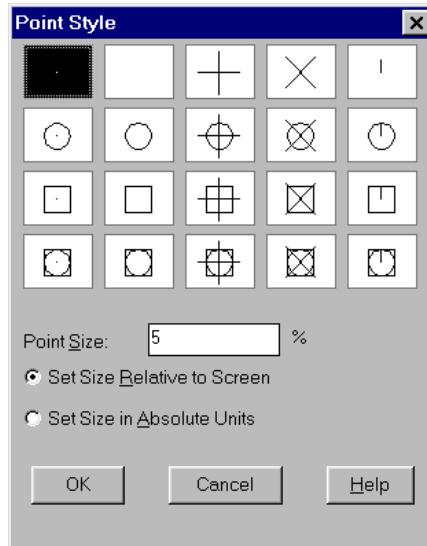 Point Style
Point Size: 5 %
Set Size Relative to Screen
Set Size in Absolute Units
OK Cancel Help